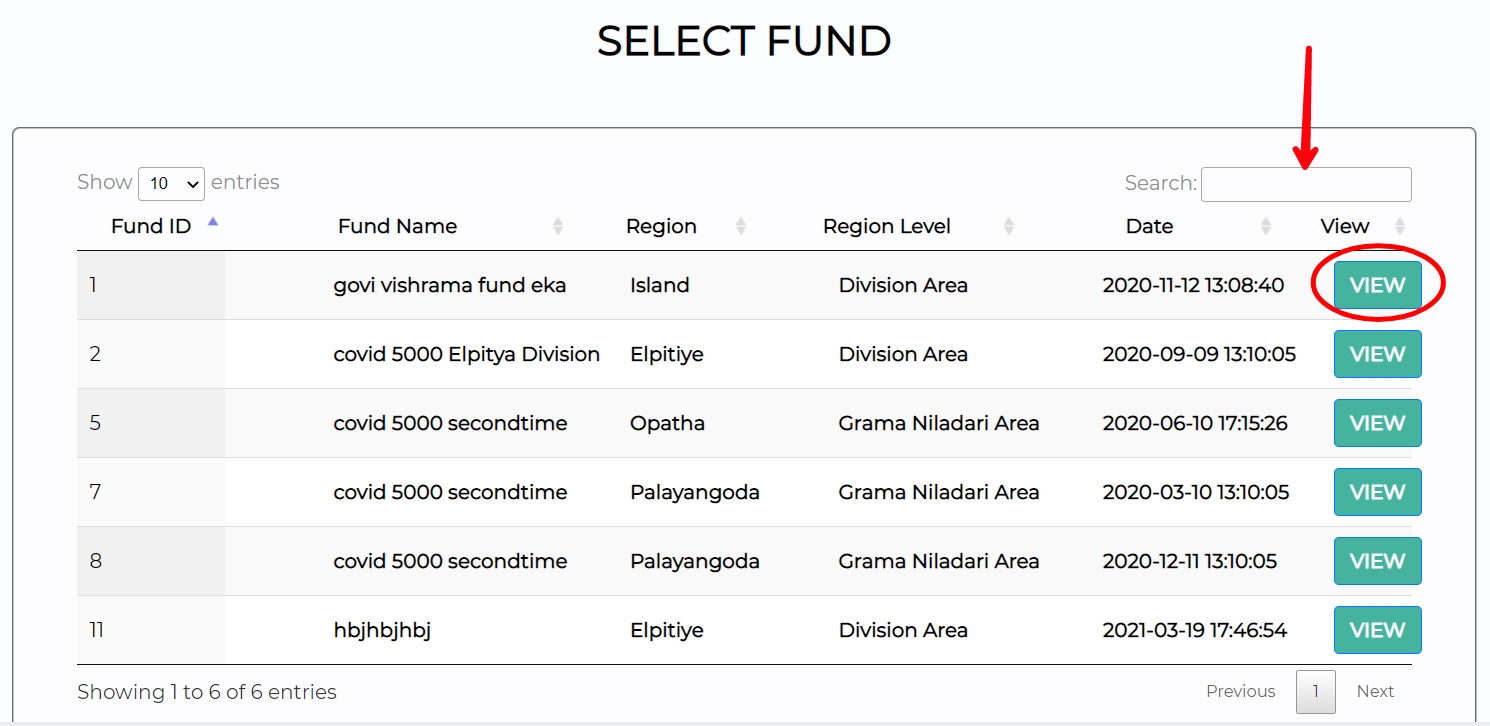 SELECT FUND
Show 10 entries Search:
Fund ID Fund Name Region Region Level Date View
1 govi vishrama fund eka Island Division Area 2020-11-12 13:08:40 VIEW
2 covid 5000 Elpitya Division Elpitiye Division Area 2020-09-09 13:10:05 VIEW
5 covid 5000 secondtime Opatha Grama Niladari Area 2020-06-10 17:15:26 VIEW
7 covid 5000 secondtime Palayangoda Grama Niladari Area 2020-03-10 13:10:05 VIEW
8 covid 5000 secondtime Palayangoda Grama Niladari Area 2020-12-11 13:10:05 VIEW
11 hbjhbjhbj Elpitiye Division Area 2021-03-19 17:46:54 VIEW
Showing 1 to 6 of 6 entries Previous 1 Next